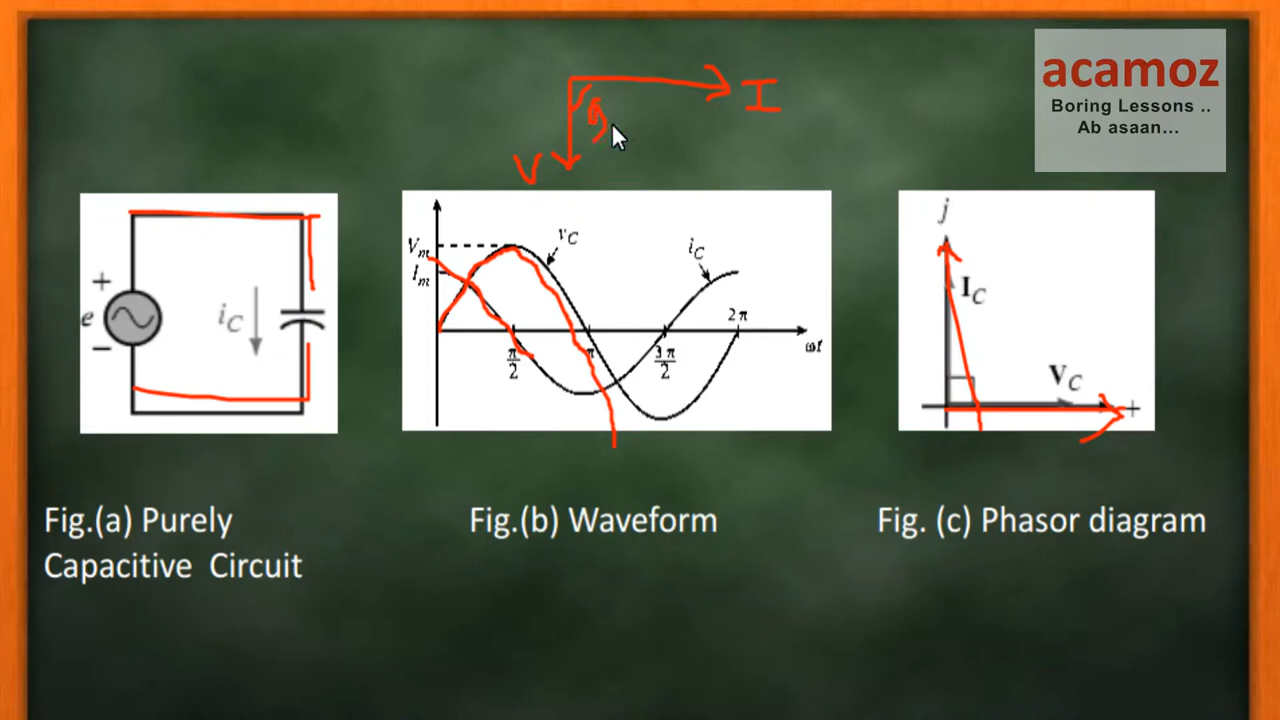 acamoz
Boring Lessons ..
Ab asaan...
I
V
+
e
−
iC
Vm
Im
vC
iC
π/2
π
3π/2
2π
ωt
j
IC
VC
+
Fig.(a) Purely
Capacitive Circuit
Fig.(b) Waveform
Fig. (c) Phasor diagram